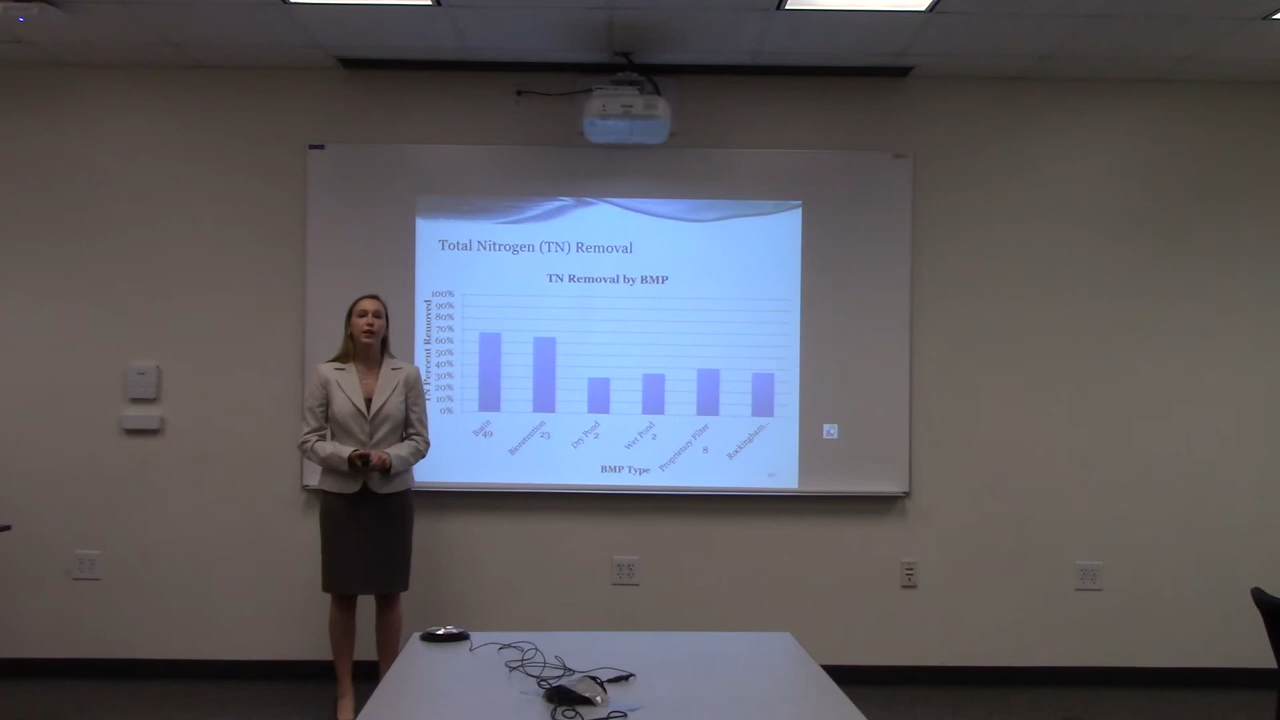 Total Nitrogen (TN) Removal
TN Removal by BMP
TN Percent Removed
100%
90%
80%
70%
60%
50%
40%
30%
20%
10%
0%
Basin
49
Bioretention
23
Dry Pond
2
Wet Pond
2
Proprietary Filter
8
Rockingham...
BMP Type